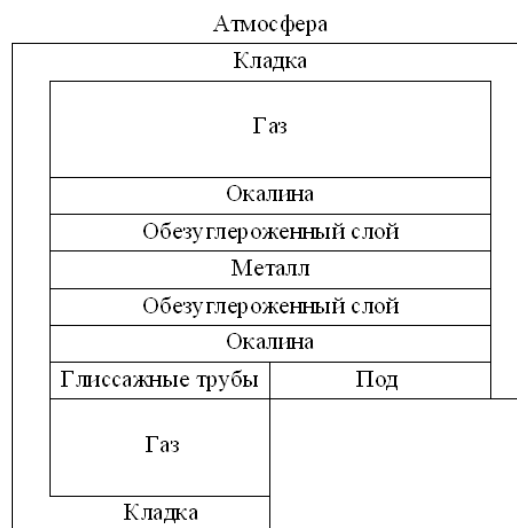 Атмосфера
Кладка
Газ
Окалина
Обезуглероженный слой
Металл
Обезуглероженный слой
Окалина
Глиссажные трубы
Под
Газ
Кладка